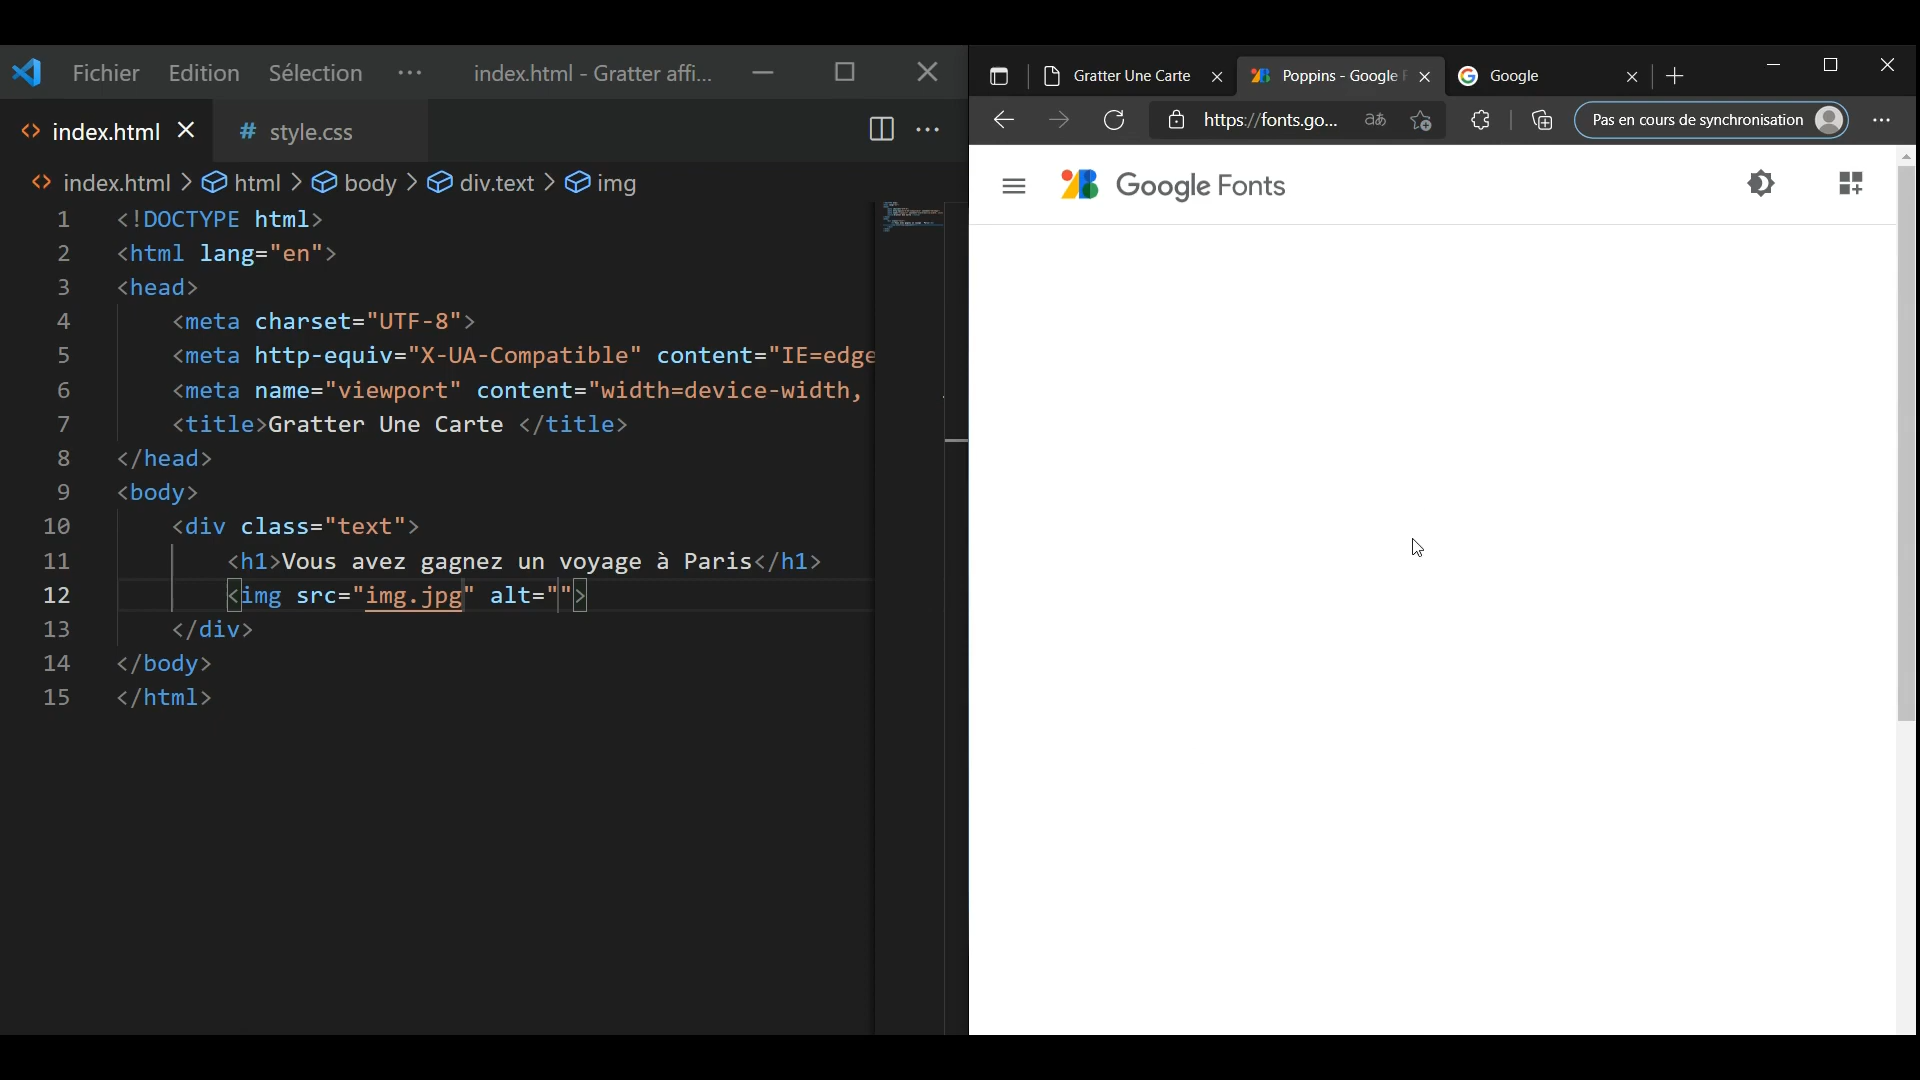 Fichier Edition Sélection ··· index.html - Gratter affi...
index.html # style.css
index.html > html > body > div.text > img
1 <!DOCTYPE html>
2 <html lang="en">
3 <head>
4 <meta charset="UTF-8">
5 <meta http-equiv="X-UA-Compatible" content="IE=edge
6 <meta name="viewport" content="width=device-width,
7 <title>Gratter Une Carte </title>
8 </head>
9 <body>
10 <div class="text">
11 <h1>Vous avez gagnez un voyage à Paris</h1>
12 <img src="img.jpg" alt="">
13 </div>
14 </body>
15 </html>
Gratter Une Carte
Poppins - Google F
Google
https://fonts.go... aあ Pas en cours de synchronisation
Google Fonts